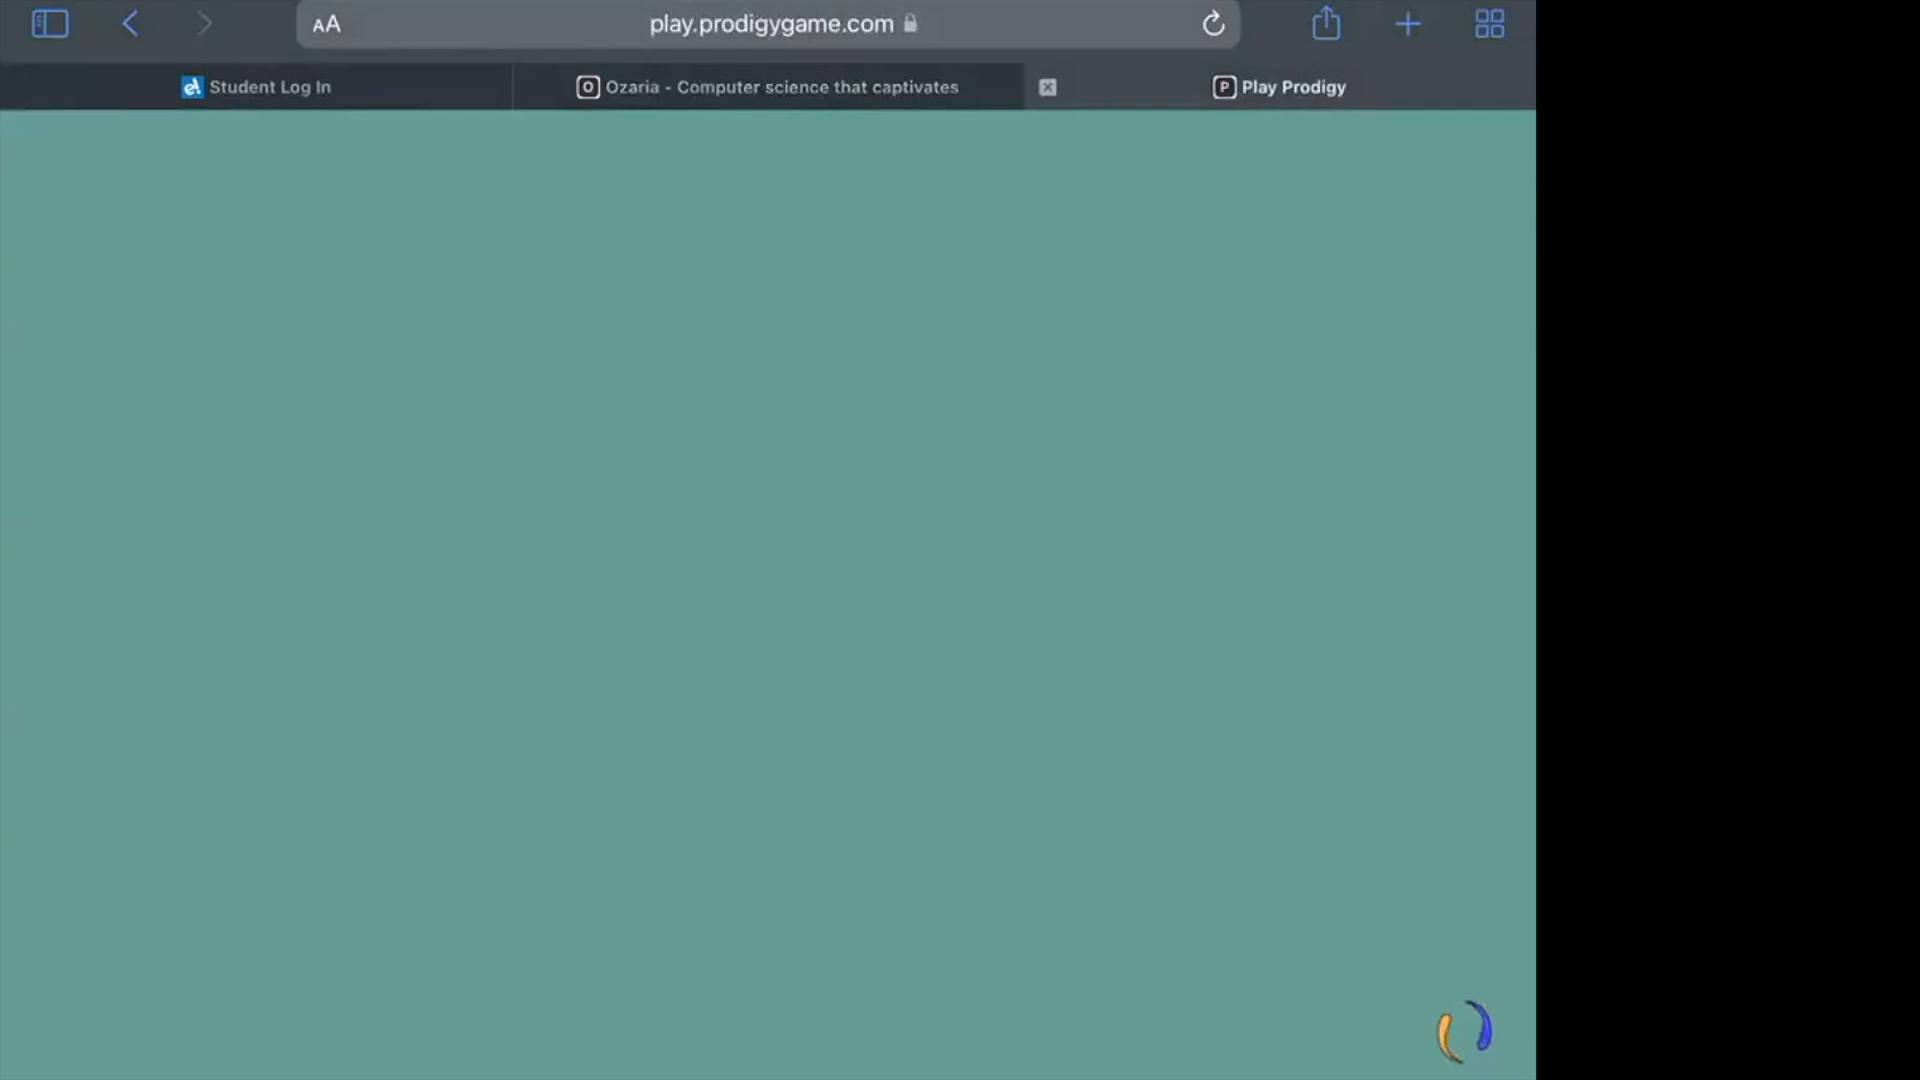 AA
play.prodigygame.com
e! Student Log In
O Ozaria - Computer science that captivates
P Play Prodigy